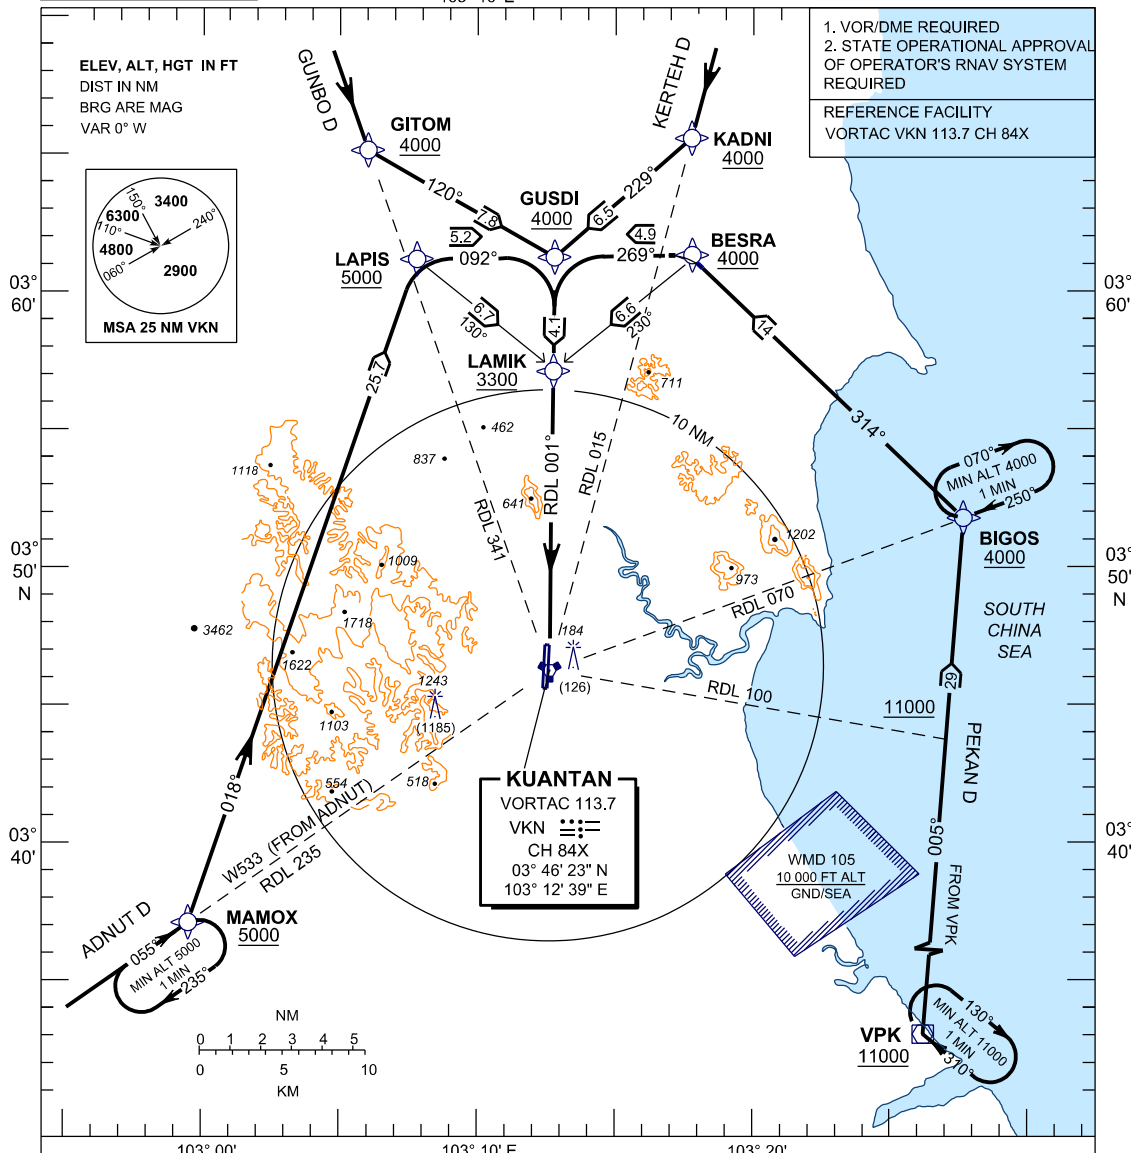 1. VOR/DME REQUIRED
2. STATE OPERATIONAL APPROVAL
OF OPERATOR'S RNAV SYSTEM
REQUIRED
REFERENCE FACILITY
VORTAC VKN 113.7 CH 84X
ELEV, ALT, HGT IN FT
DIST IN NM
BRG ARE MAG
VAR 0° W
GUNBO D
KERTEH D
GITOM
4000
KADNI
4000
120°
7.8
GUSDI
4000
229°
6.5
3400
6300
4800
2900
150°
110°
060°
240°
MSA 25 NM VKN
LAPIS
5000
5.2
092°
4.9
269°
BESRA
4000
03°
60'
03°
60'
6.7
130°
4.1
6.6
230°
14
314°
LAMIK
3300
25.7
711
10 NM
462
837
1118
641
RDL 001°
RDL 015
RDL 341
070°
MIN ALT 4000
1 MIN
250°
BIGOS
4000
1202
973
1009
03°
50'
N
03°
50'
N
RDL 070
SOUTH
CHINA
SEA
1718
3462
1622
184
(126)
1243
(1185)
1103
RDL 100
29
11000
PEKAN D
554
518
018°
W533 (FROM ADNUT)
RDL 235
KUANTAN
VORTAC 113.7
VKN
CH 84X
03° 46' 23" N
103° 12' 39" E
03°
40'
03°
40'
WMD 105
10 000 FT ALT
GND/SEA
005°
FROM VPK
ADNUT D
MAMOX
5000
055°
MIN ALT 5000
1 MIN
235°
130°
MIN ALT 11000
1 MIN
310°
VPK
11000
NM
0 1 2 3 4 5
0 5 10
KM
103° 00'
103° 10' E
103° 20'